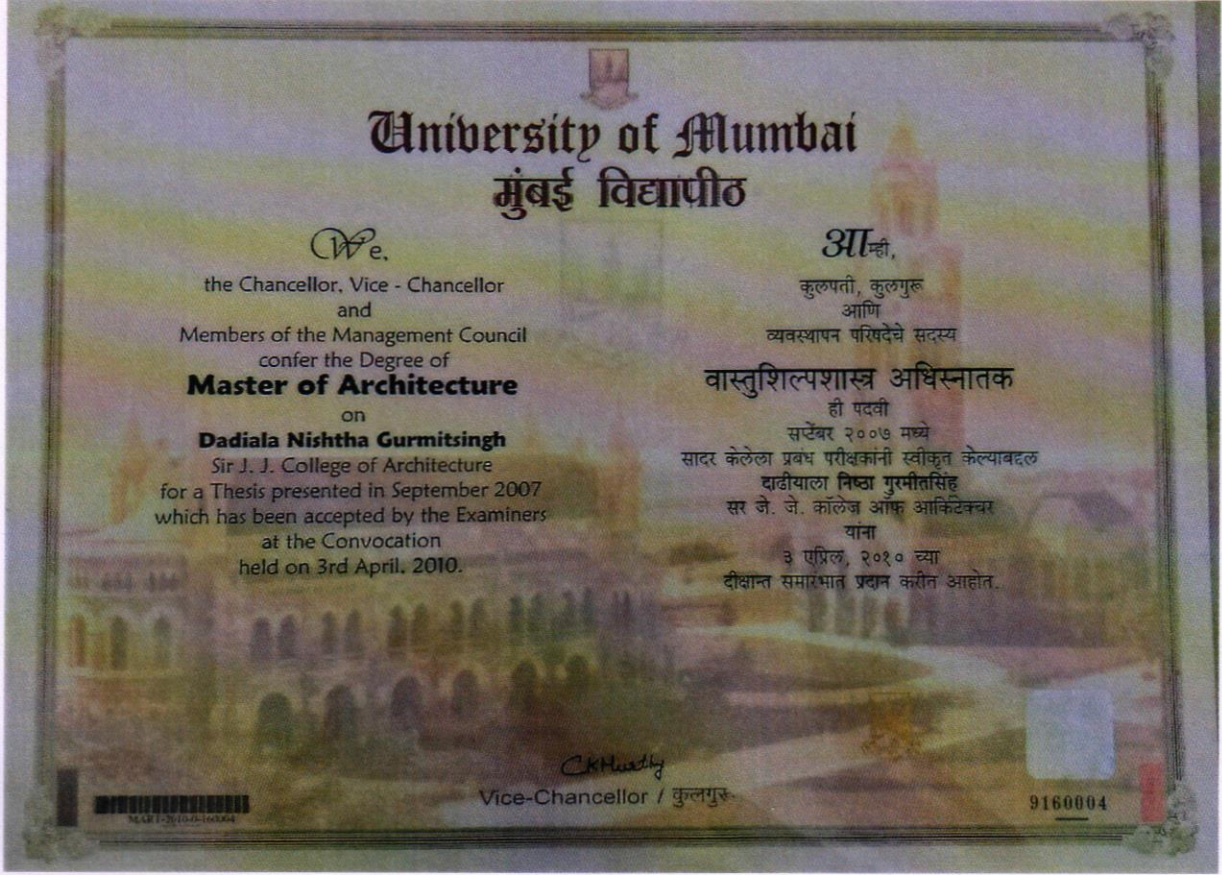 University of Mumbai
मुंबई विद्यापीठ
We,
the Chancellor, Vice - Chancellor
and
Members of the Management Council
confer the Degree of
Master of Architecture
on
Dadiala Nishtha Gurmitsingh
Sir J. J. College of Architecture
for a Thesis presented in September 2007
which has been accepted by the Examiners
at the Convocation
held on 3rd April, 2010.
आम्ही,
कुलपती, कुलगुरू
आणि
व्यवस्थापन परिषदेचे सदस्य
वास्तुशिल्पशास्त्र अधिस्नातक
ही पदवी
सप्टेंबर २००७ मध्ये
सादर केलेला प्रबंध परीक्षकांनी स्वीकृत केल्याबद्दल
दाढीयाला निष्ठा गुरमीतसिंह
सर जे. जे. कॉलेज ऑफ आर्किटेक्चर
यांना
३ एप्रिल, २०१० च्या
दीक्षान्त समारंभात प्रदान करीत आहोत.
CKMurthy
Vice-Chancellor / कुलगुरू
9160004